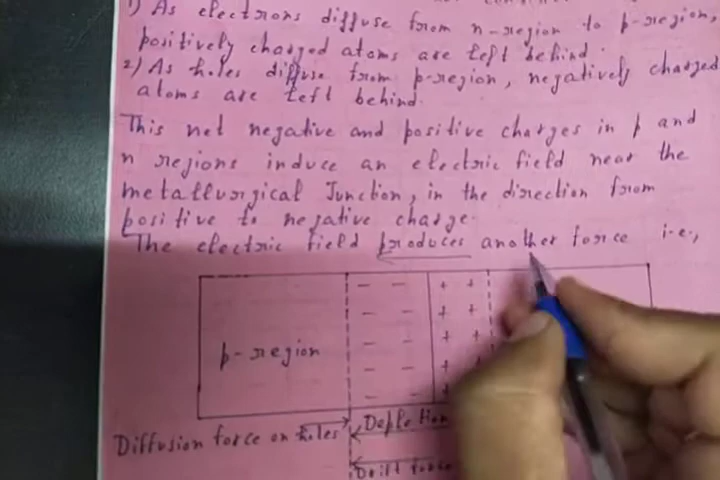 1) As electrons diffuse from n-region to p-region,
positively charged atoms are left behind.
2) As holes diffuse from p-region, negatively charged
atoms are left behind.
This net negative and positive charges in p and
n regions induce an electric field near the
metallurgical Junction, in the direction from
positive to negative charge.
The electric field produces another force i.e.,
- - + +
- - + +
p-region - - + +
- - + +
- - +
Diffusion force on holes Depletion
Drift force